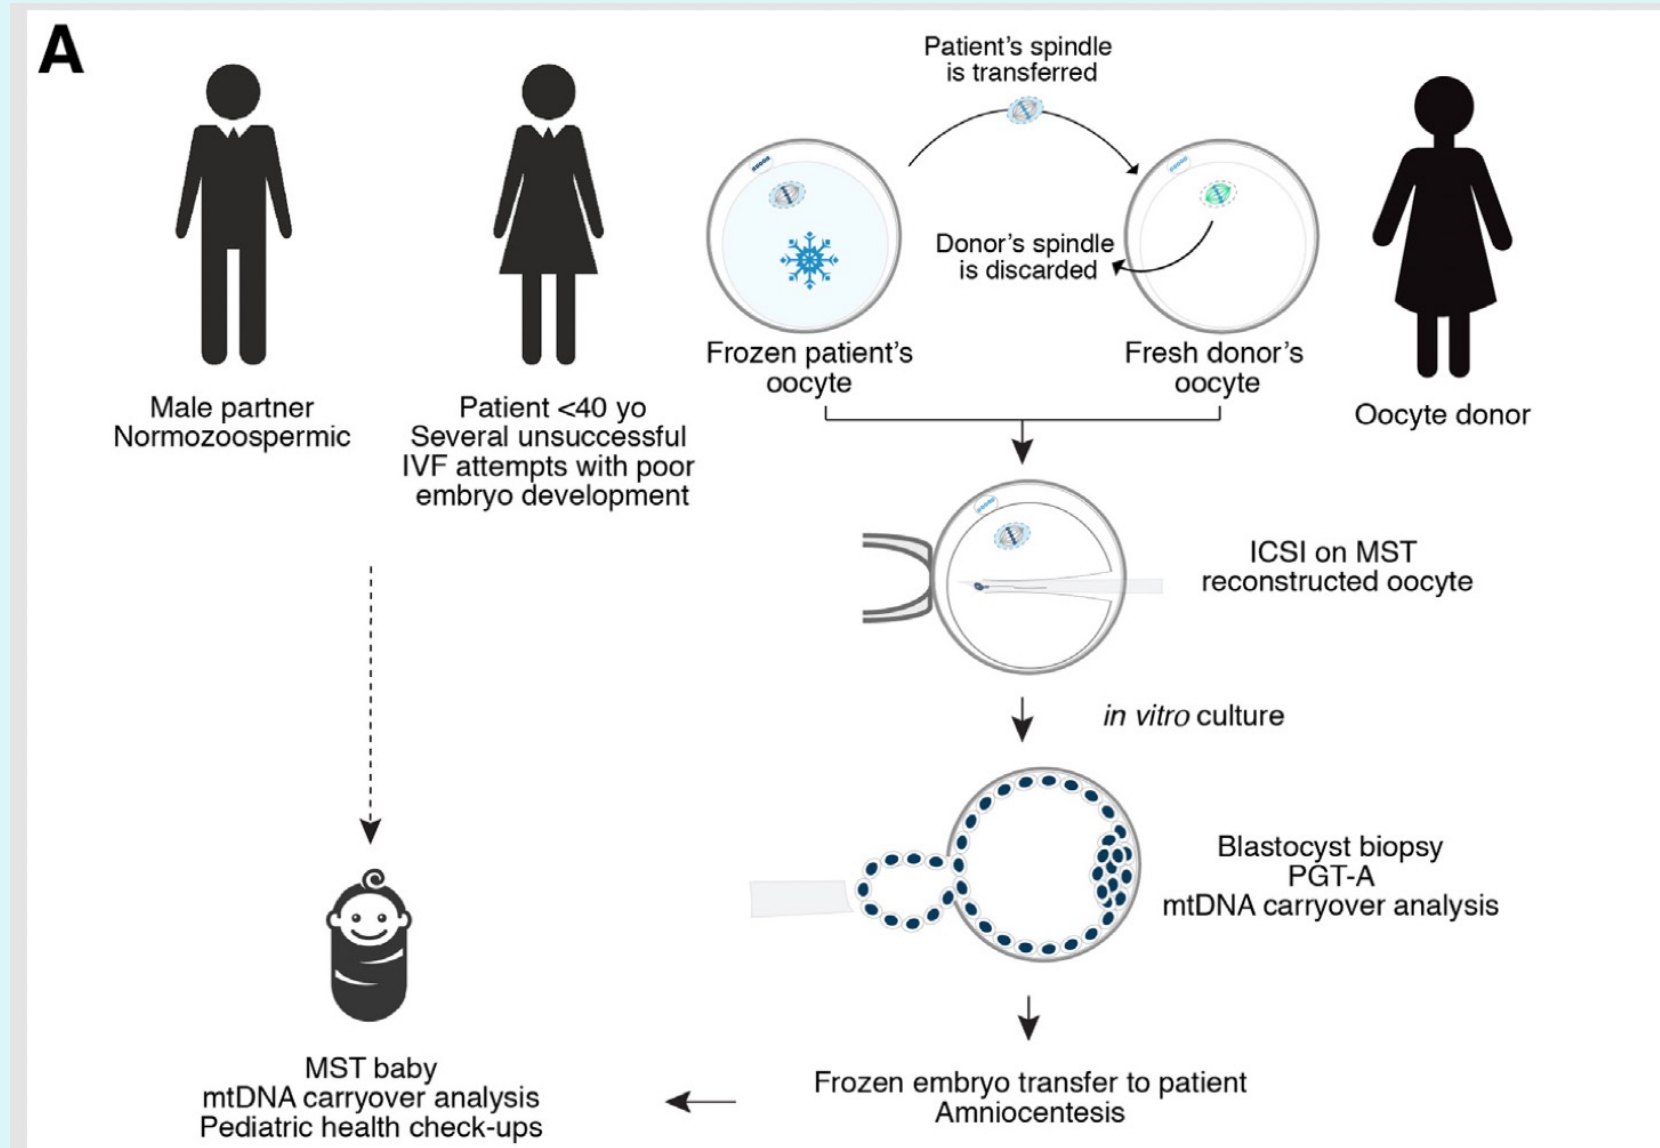 A
Patient's spindle
is transferred
Donor's spindle
is discarded
Frozen patient's
oocyte
Fresh donor's
oocyte
Male partner
Normozoospermic
Patient <40 yo
Several unsuccessful
IVF attempts with poor
embryo development
Oocyte donor
ICSI on MST
reconstructed oocyte
in vitro culture
Blastocyst biopsy
PGT-A
mtDNA carryover analysis
Frozen embryo transfer to patient
Amniocentesis
MST baby
mtDNA carryover analysis
Pediatric health check-ups